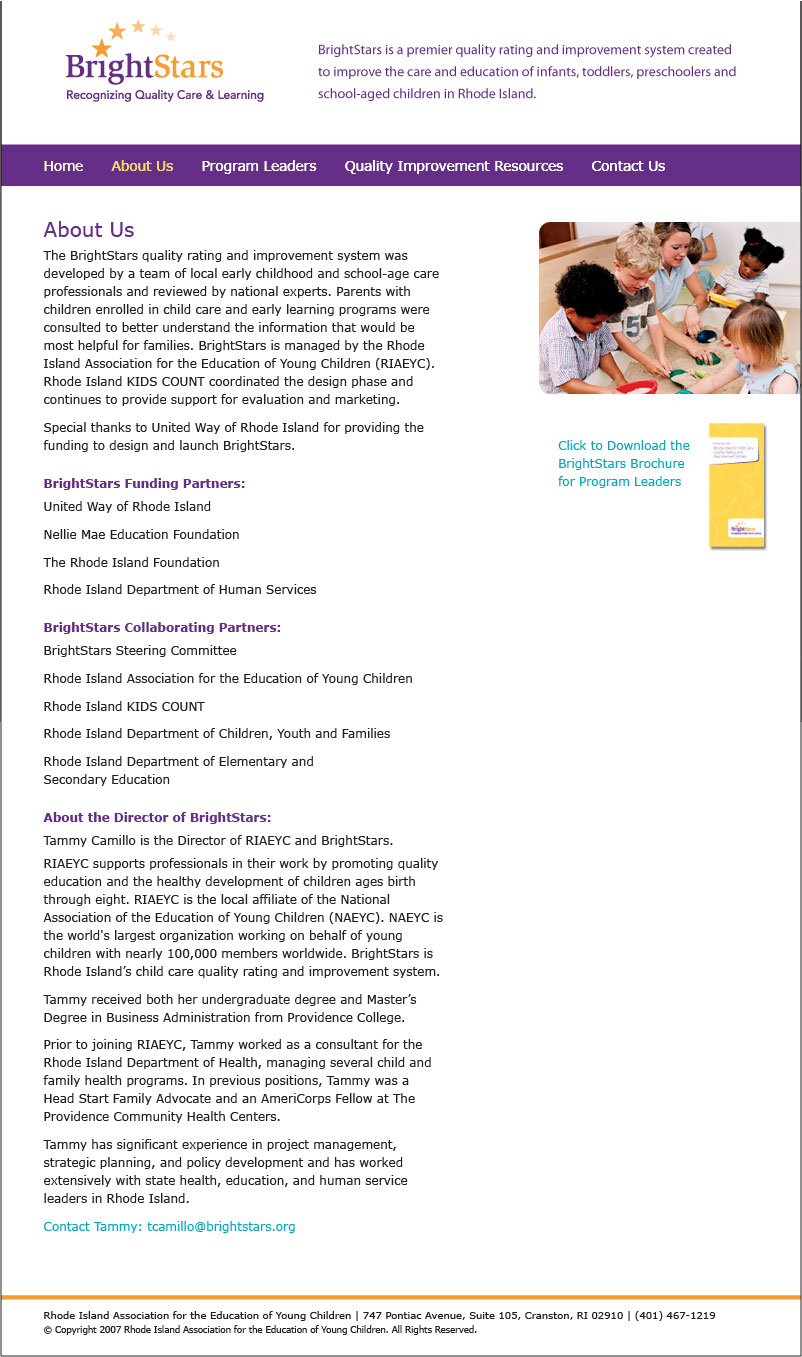 BrightStars
Recognizing Quality Care & Learning
BrightStars is a premier quality rating and improvement system created
to improve the care and education of infants, toddlers, preschoolers and
school-aged children in Rhode Island.
Home About Us Program Leaders Quality Improvement Resources Contact Us
About Us
The BrightStars quality rating and improvement system was
developed by a team of local early childhood and school-age care
professionals and reviewed by national experts. Parents with
children enrolled in child care and early learning programs were
consulted to better understand the information that would be
most helpful for families. BrightStars is managed by the Rhode
Island Association for the Education of Young Children (RIAEYC).
Rhode Island KIDS COUNT coordinated the design phase and
continues to provide support for evaluation and marketing.
Special thanks to United Way of Rhode Island for providing the
funding to design and launch BrightStars.
BrightStars Funding Partners:
United Way of Rhode Island
Nellie Mae Education Foundation
The Rhode Island Foundation
Rhode Island Department of Human Services
BrightStars Collaborating Partners:
BrightStars Steering Committee
Rhode Island Association for the Education of Young Children
Rhode Island KIDS COUNT
Rhode Island Department of Children, Youth and Families
Rhode Island Department of Elementary and
Secondary Education
About the Director of BrightStars:
Tammy Camillo is the Director of RIAEYC and BrightStars.
RIAEYC supports professionals in their work by promoting quality
education and the healthy development of children ages birth
through eight. RIAEYC is the local affiliate of the National
Association of the Education of Young Children (NAEYC). NAEYC is
the world's largest organization working on behalf of young
children with nearly 100,000 members worldwide. BrightStars is
Rhode Island’s child care quality rating and improvement system.
Tammy received both her undergraduate degree and Master’s
Degree in Business Administration from Providence College.
Prior to joining RIAEYC, Tammy worked as a consultant for the
Rhode Island Department of Health, managing several child and
family health programs. In previous positions, Tammy was a
Head Start Family Advocate and an AmeriCorps Fellow at The
Providence Community Health Centers.
Tammy has significant experience in project management,
strategic planning, and policy development and has worked
extensively with state health, education, and human service
leaders in Rhode Island.
Contact Tammy: tcamillo@brightstars.org
75
Click to Download the
BrightStars Brochure
for Program Leaders
Rhode Island's Child Care
Quality Rating and
Improvement System
BrightStars
Rhode Island Association for the Education of Young Children | 747 Pontiac Avenue, Suite 105, Cranston, RI 02910 | (401) 467-1219
© Copyright 2007 Rhode Island Association for the Education of Young Children. All Rights Reserved.